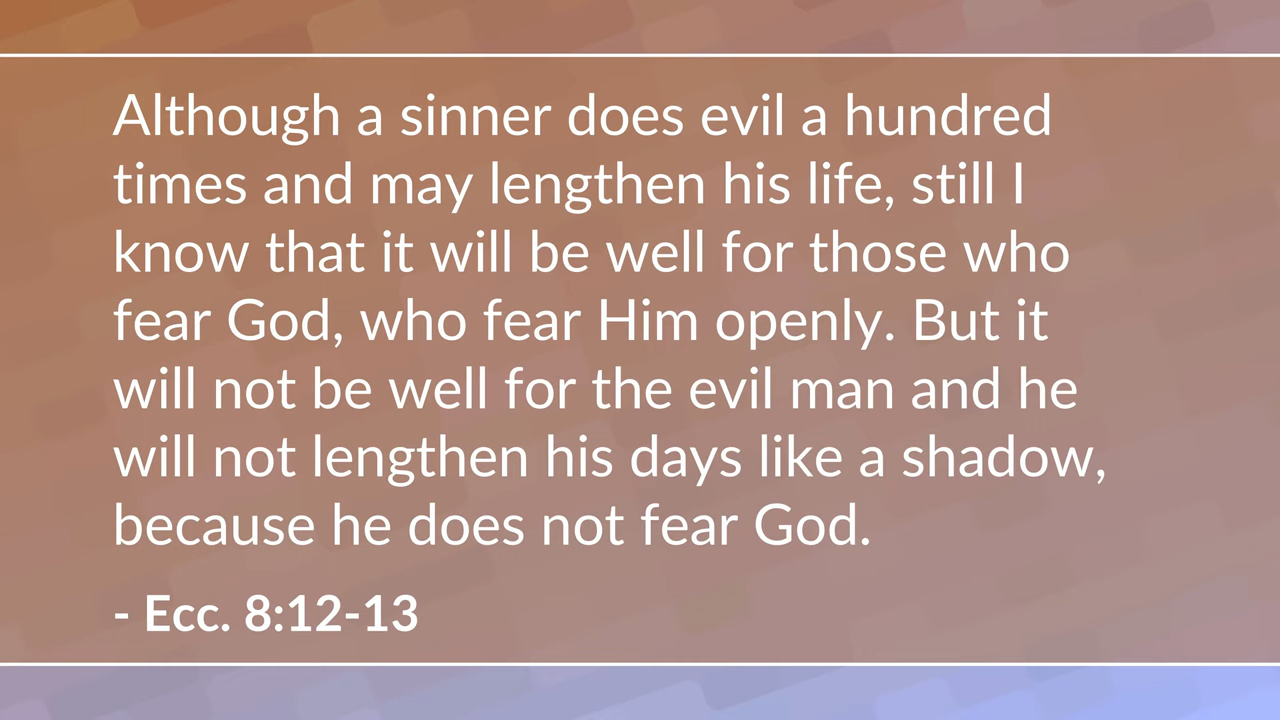 Although a sinner does evil a hundred
times and may lengthen his life, still I
know that it will be well for those who
fear God, who fear Him openly. But it
will not be well for the evil man and he
will not lengthen his days like a shadow,
because he does not fear God.
- Ecc. 8:12-13